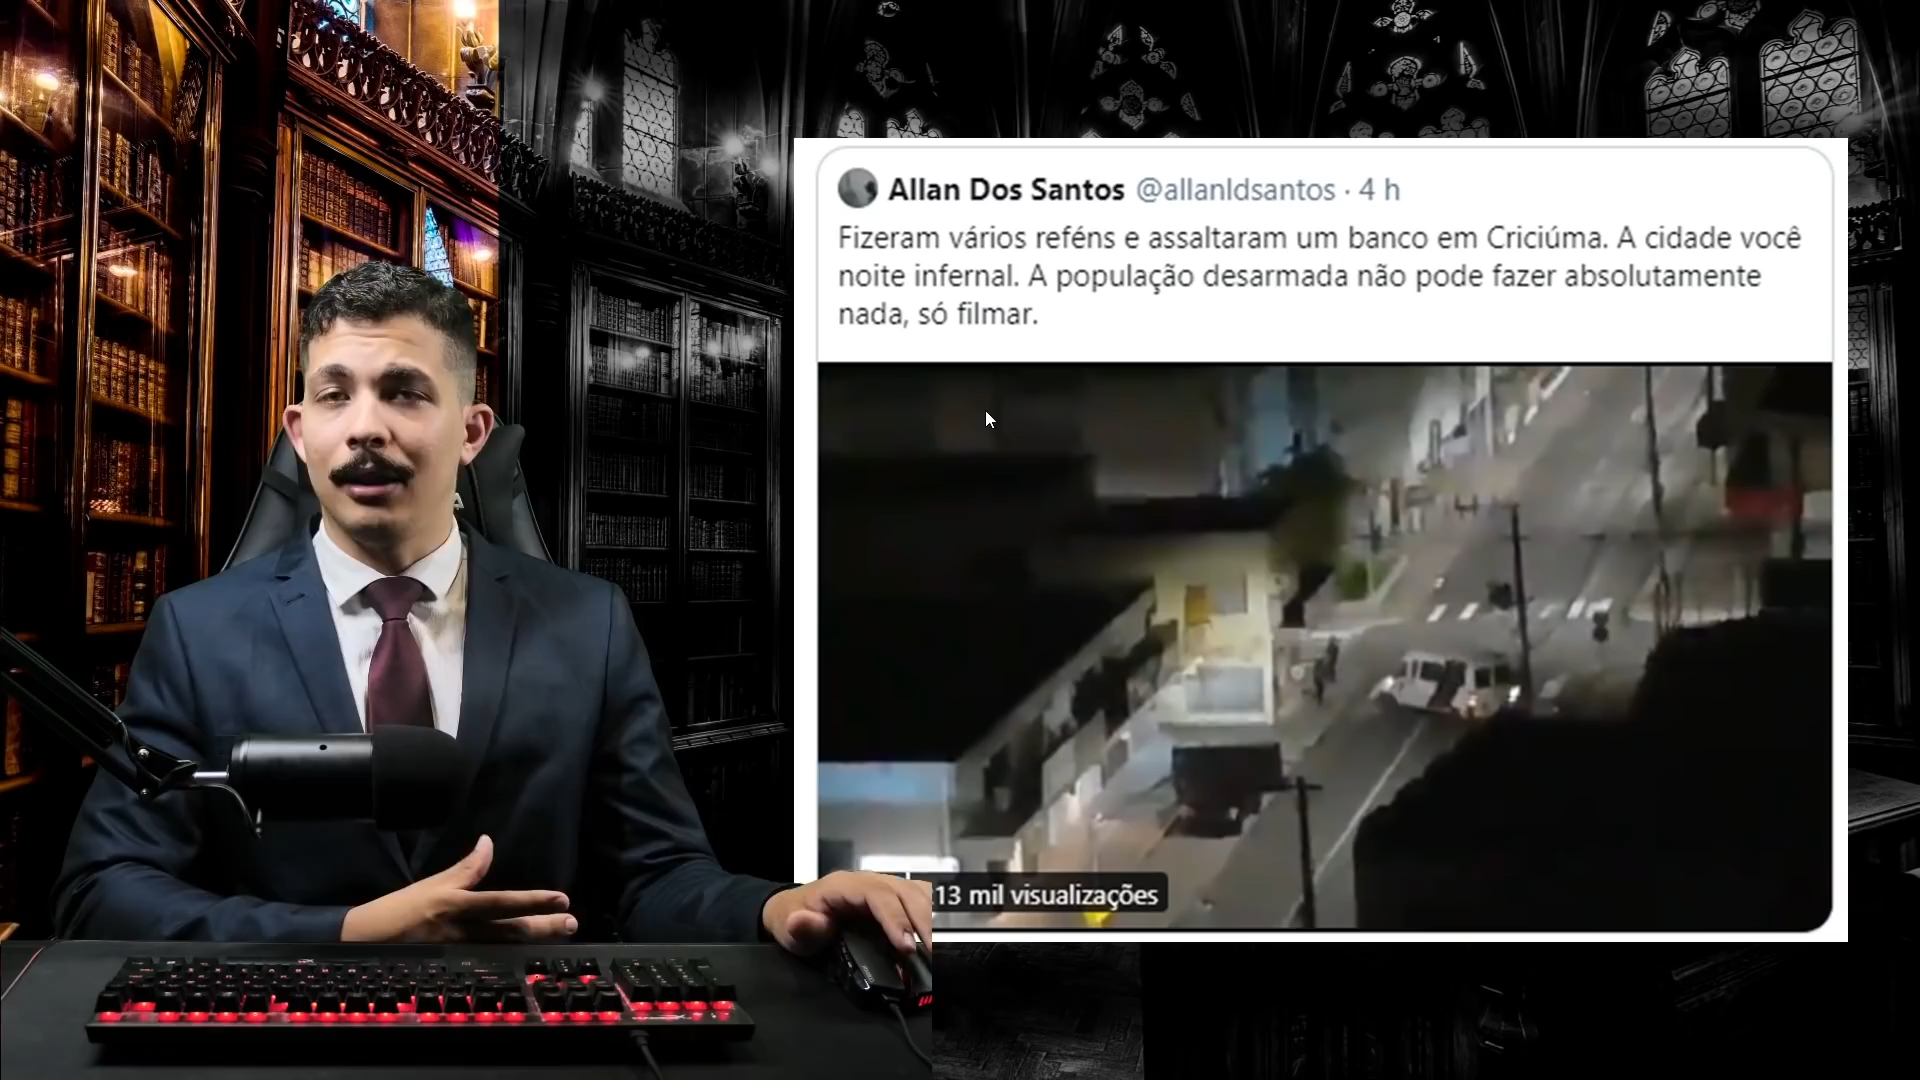 Allan Dos Santos @allanldsantos · 4 h
Fizeram vários reféns e assaltaram um banco em Criciúma. A cidade você
noite infernal. A população desarmada não pode fazer absolutamente
nada, só filmar.
13 mil visualizações